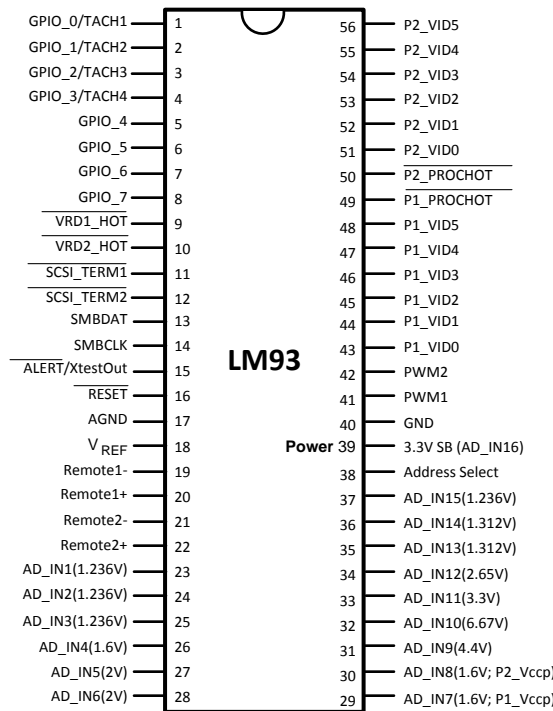 GPIO_0/TACH1 1 56 P2_VID5
GPIO_1/TACH2 2 55 P2_VID4
GPIO_2/TACH3 3 54 P2_VID3
GPIO_3/TACH4 4 53 P2_VID2
GPIO_4 5 52 P2_VID1
GPIO_5 6 51 P2_VID0
GPIO_6 7 50 P2_PROCHOT
GPIO_7 8 49 P1_PROCHOT
VRD1_HOT 9 48 P1_VID5
VRD2_HOT 10 47 P1_VID4
SCSI_TERM1 11 46 P1_VID3
SCSI_TERM2 12 45 P1_VID2
SMBDAT 13 44 P1_VID1
SMBCLK 14 43 P1_VID0
LM93
ALERT/XtestOut 15 42 PWM2
RESET 16 41 PWM1
AGND 17 40 GND
VREF 18 Power 39 3.3V SB (AD_IN16)
Remote1- 19 38 Address Select
Remote1+ 20 37 AD_IN15(1.236V)
Remote2- 21 36 AD_IN14(1.312V)
Remote2+ 22 35 AD_IN13(1.312V)
AD_IN1(1.236V) 23 34 AD_IN12(2.65V)
AD_IN2(1.236V) 24 33 AD_IN11(3.3V)
AD_IN3(1.236V) 25 32 AD_IN10(6.67V)
AD_IN4(1.6V) 26 31 AD_IN9(4.4V)
AD_IN5(2V) 27 30 AD_IN8(1.6V; P2_Vccp)
AD_IN6(2V) 28 29 AD_IN7(1.6V; P1_Vccp)